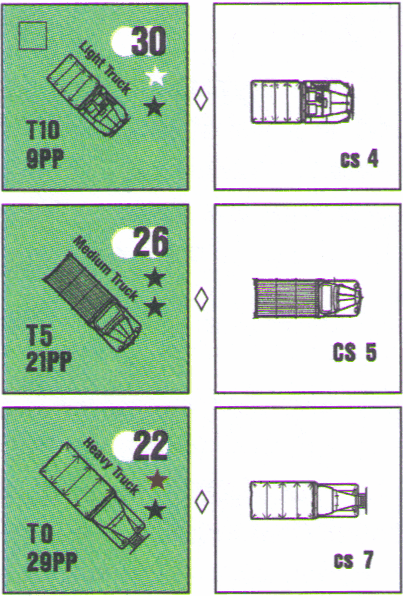 30
Light Truck
T10
9PP
cs 4
26
Medium Truck
T5
21PP
CS 5
22
Heavy Truck
T0
29PP
cs 7